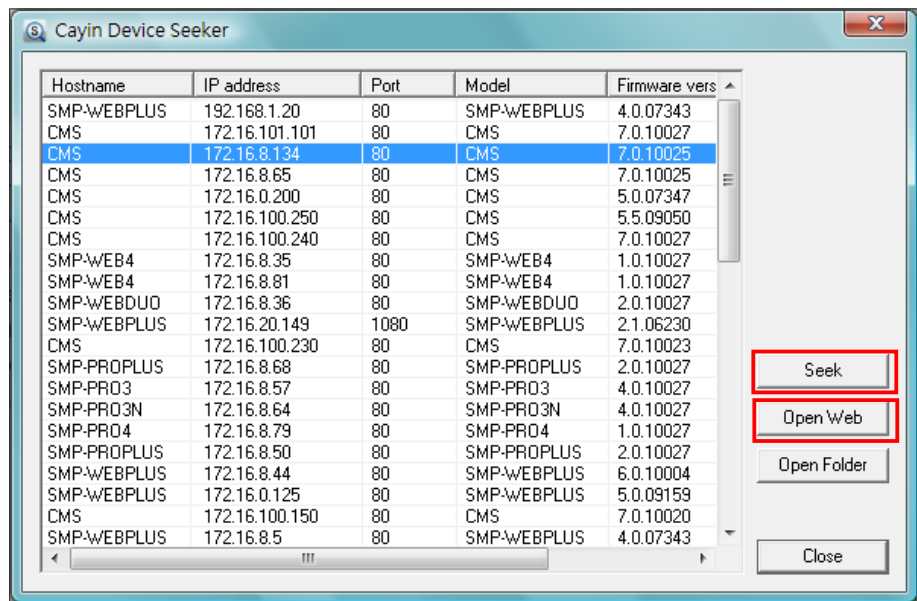 Cayin Device Seeker
Hostname IP address Port Model Firmware vers
SMP-WEBPLUS 192.168.1.20 80 SMP-WEBPLUS 4.0.07343
CMS 172.16.101.101 80 CMS 7.0.10027
CMS 172.16.8.134 80 CMS 7.0.10025
CMS 172.16.8.65 80 CMS 7.0.10025
CMS 172.16.0.200 80 CMS 5.0.07347
CMS 172.16.100.250 80 CMS 5.5.09050
CMS 172.16.100.240 80 CMS 7.0.10027
SMP-WEB4 172.16.8.35 80 SMP-WEB4 1.0.10027
SMP-WEB4 172.16.8.81 80 SMP-WEB4 1.0.10027
SMP-WEBDUO 172.16.8.36 80 SMP-WEBDUO 2.0.10027
SMP-WEBPLUS 172.16.20.149 1080 SMP-WEBPLUS 2.1.06230
CMS 172.16.100.230 80 CMS 7.0.10023
SMP-PROPLUS 172.16.8.68 80 SMP-PROPLUS 2.0.10027
SMP-PRO3 172.16.8.57 80 SMP-PRO3 4.0.10027
SMP-PRO3N 172.16.8.64 80 SMP-PRO3N 4.0.10027
SMP-PRO4 172.16.8.79 80 SMP-PRO4 1.0.10027
SMP-PROPLUS 172.16.8.50 80 SMP-PROPLUS 2.0.10027
SMP-WEBPLUS 172.16.8.44 80 SMP-WEBPLUS 6.0.10004
SMP-WEBPLUS 172.16.0.125 80 SMP-WEBPLUS 5.0.09159
CMS 172.16.100.150 80 CMS 7.0.10020
SMP-WEBPLUS 172.16.8.5 80 SMP-WEBPLUS 4.0.07343
Seek
Open Web
Open Folder
Close